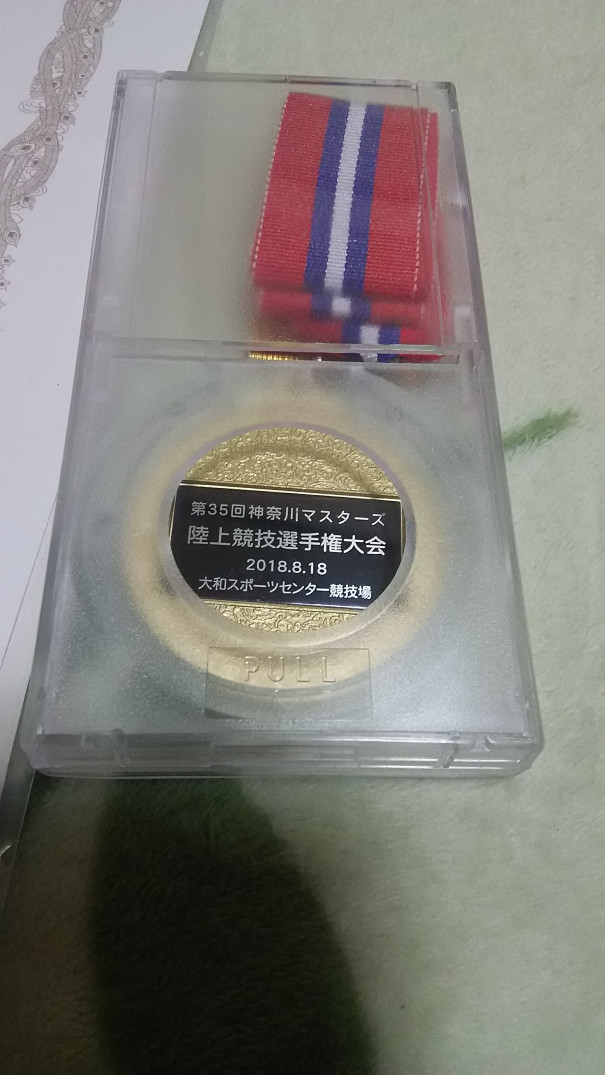 第35回神奈川マスターズ
陸上競技選手権大会
2018.8.18
大和スポーツセンター競技場
PULL